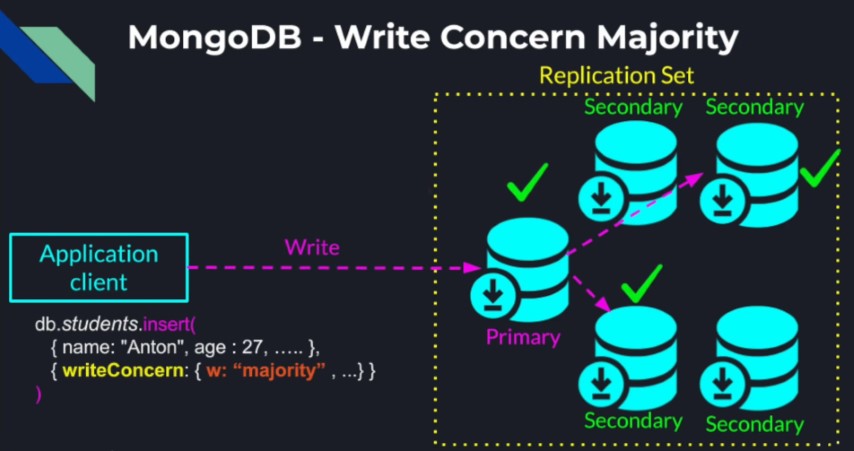 MongoDB - Write Concern Majority
Replication Set
Secondary Secondary
Application
client
Write
Primary
db.students.insert(
{ name: "Anton", age : 27, ….. },
{ writeConcern: { w: “majority” , ...} }
)
Secondary Secondary